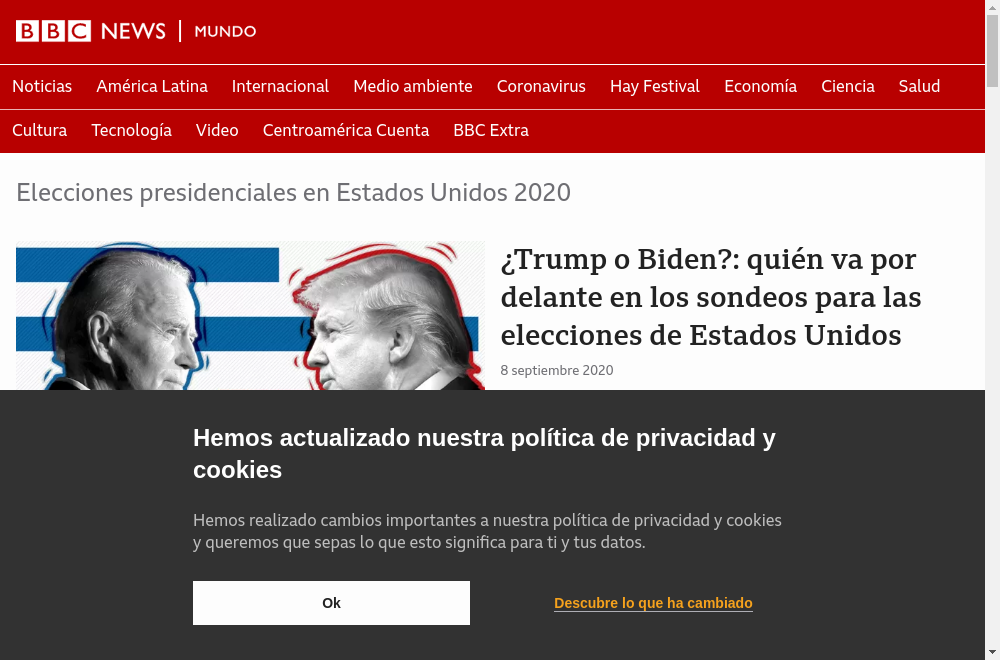 BBC NEWS | MUNDO
Noticias América Latina Internacional Medio ambiente Coronavirus Hay Festival Economía Ciencia Salud
Cultura Tecnología Video Centroamérica Cuenta BBC Extra
Elecciones presidenciales en Estados Unidos 2020
¿Trump o Biden?: quién va por
delante en los sondeos para las
elecciones de Estados Unidos
8 septiembre 2020
Hemos actualizado nuestra política de privacidad y
cookies
Hemos realizado cambios importantes a nuestra política de privacidad y cookies
y queremos que sepas lo que esto significa para ti y tus datos.
Ok
Descubre lo que ha cambiado